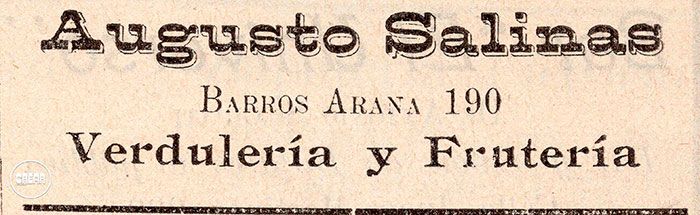 Augusto Salinas
BARROS ARANA 190
Verdulería y Frutería